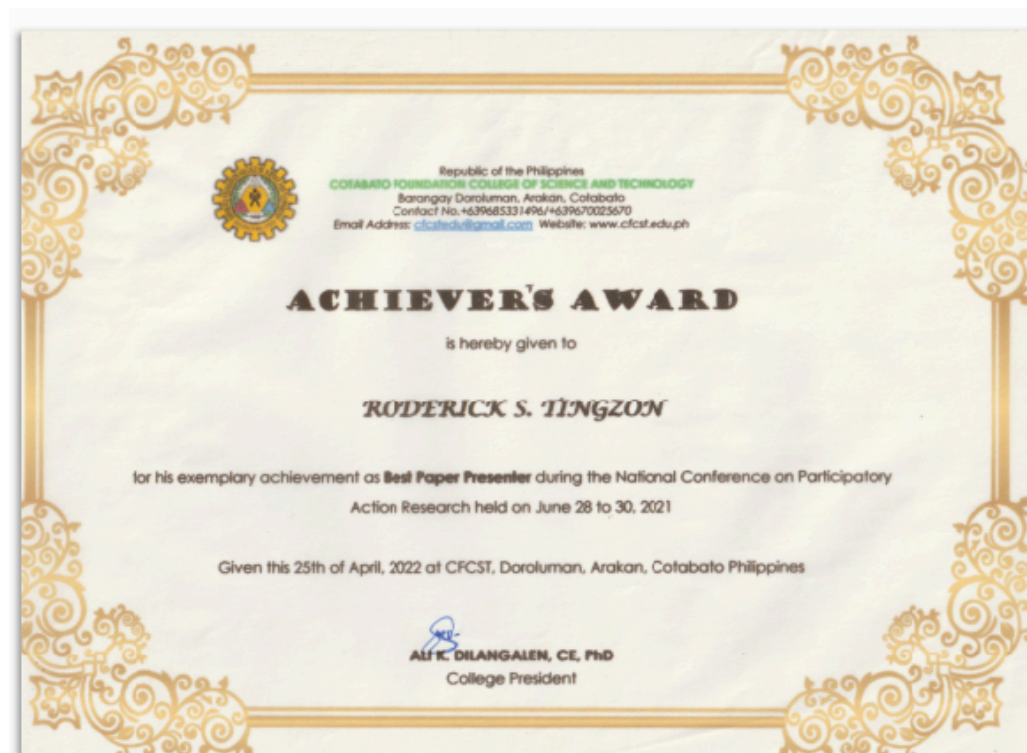 Republic of the Philippines
COTABATO FOUNDATION COLLEGE OF SCIENCE AND TECHNOLOGY
Barangay Doroluman, Arakan, Cotabato
Contact No.+639685331496/+639670025670
Email Address: cfcstedu@gmail.com Website: www.cfcst.edu.ph
ACHIEVER'S AWARD
is hereby given to
RODERICK S. TINGZON
for his exemplary achievement as Best Paper Presenter during the National Conference on Participatory
Action Research held on June 28 to 30, 2021
Given this 25th of April, 2022 at CFCST, Doroluman, Arakan, Cotabato Philippines
ALI K. DILANGALEN, CE, PhD
College President